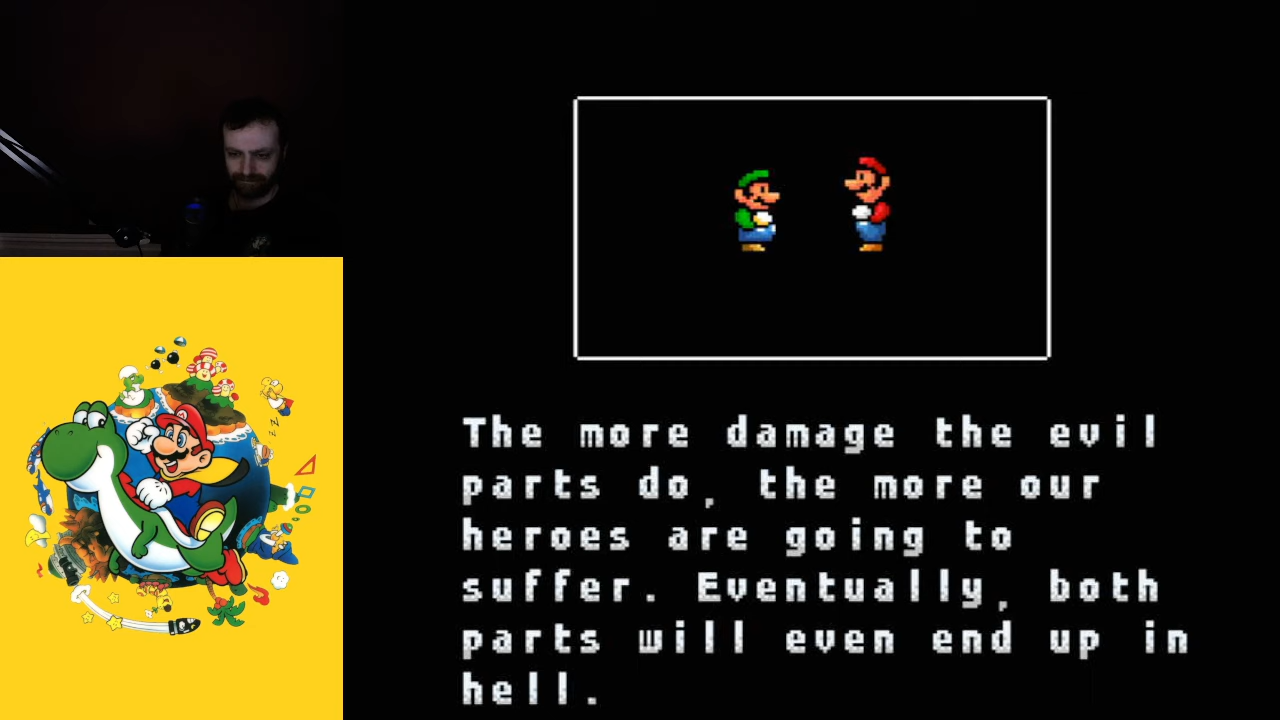 The more damage the evil
parts do, the more our
heroes are going to
suffer. Eventually, both
parts will even end up in
hell.